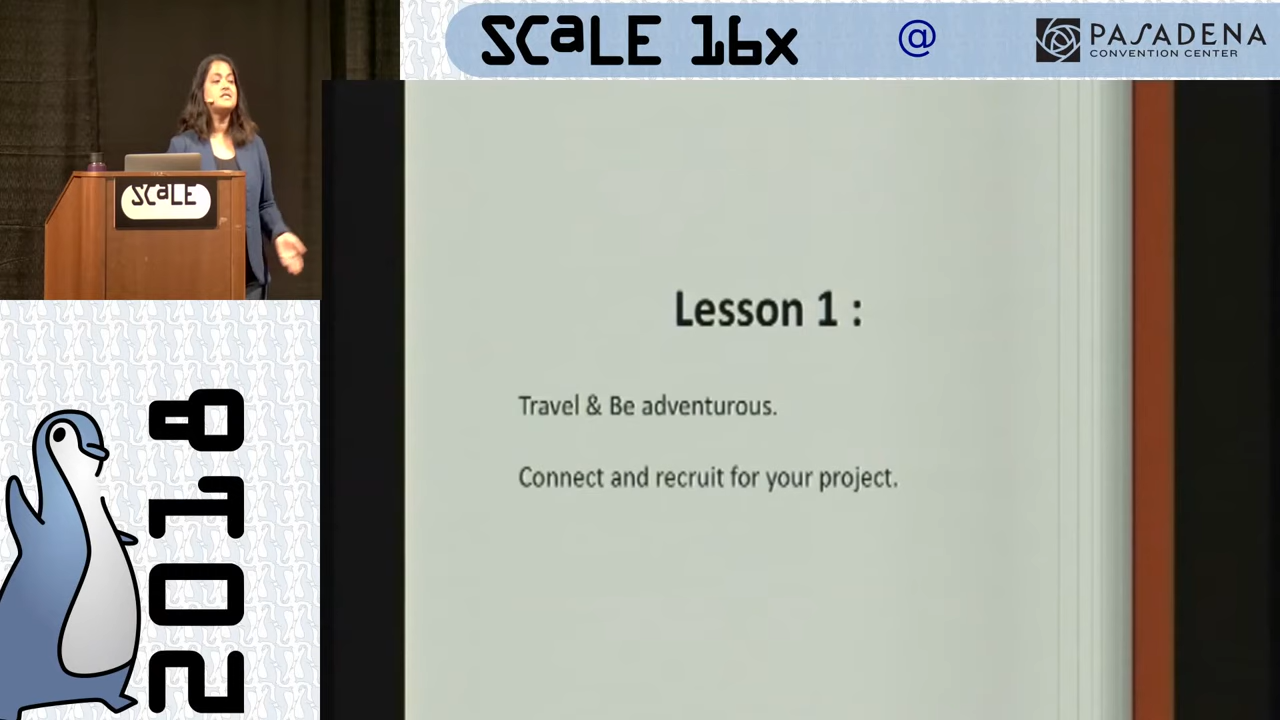 SCaLE 16x
@
PASADENA
CONVENTION CENTER
SCaLE
Lesson 1 :
Travel & Be adventurous.
Connect and recruit for your project.
2018